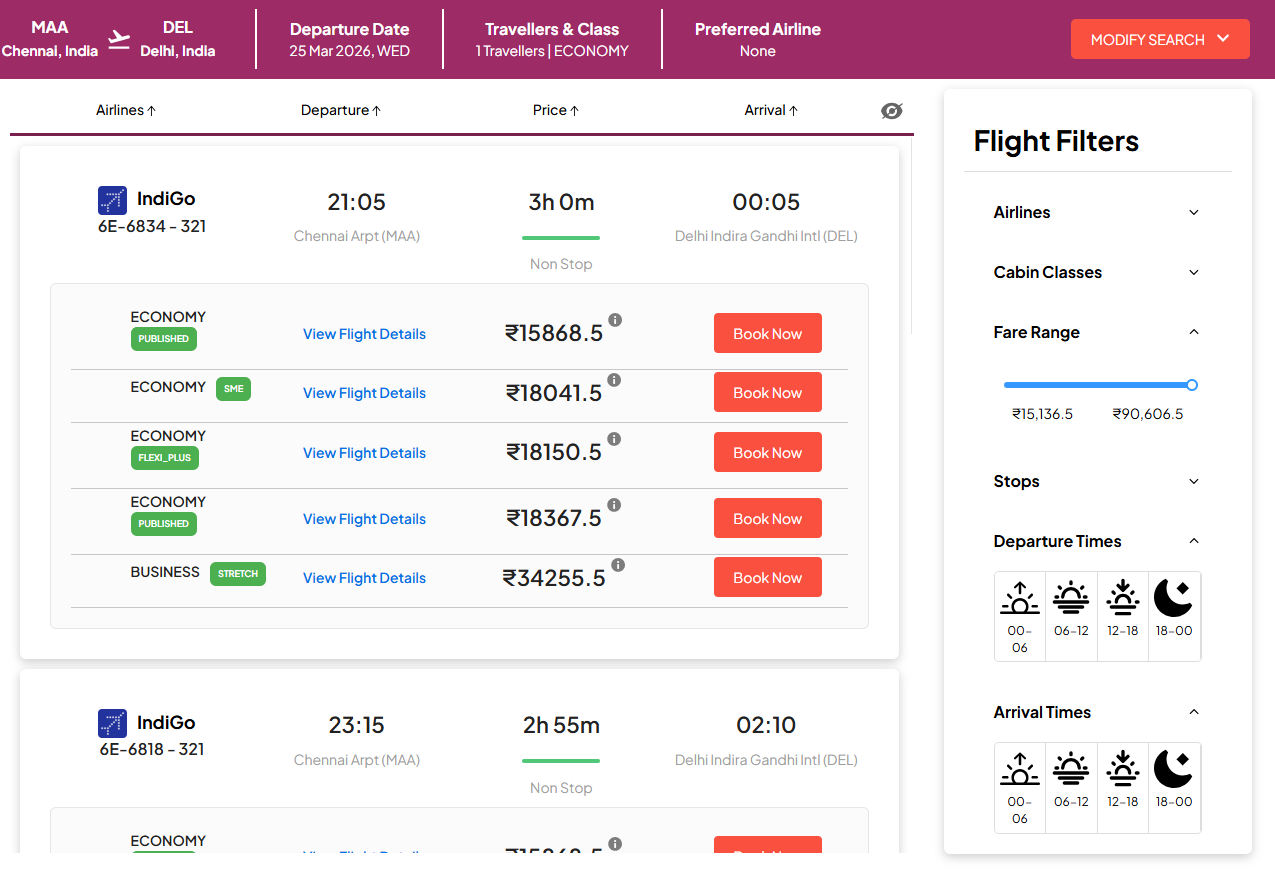 MAA
Chennai, India
DEL
Delhi, India
Departure Date
25 Mar 2026, WED
Travellers & Class
1 Travellers | ECONOMY
Preferred Airline
None
MODIFY SEARCH
Airlines ↑ Departure ↑ Price ↑ Arrival ↑
IndiGo
6E-6834 - 321
21:05
Chennai Arpt (MAA)
3h 0m
Non Stop
00:05
Delhi Indira Gandhi Intl (DEL)
ECONOMY
PUBLISHED
View Flight Details
₹15868.5
Book Now
ECONOMY SME
View Flight Details
₹18041.5
Book Now
ECONOMY
FLEXI_PLUS
View Flight Details
₹18150.5
Book Now
ECONOMY
PUBLISHED
View Flight Details
₹18367.5
Book Now
BUSINESS STRETCH
View Flight Details
₹34255.5
Book Now
IndiGo
6E-6818 - 321
23:15
Chennai Arpt (MAA)
2h 55m
Non Stop
02:10
Delhi Indira Gandhi Intl (DEL)
ECONOMY
Flight Filters
Airlines
Cabin Classes
Fare Range
₹15,136.5 ₹90,606.5
Stops
Departure Times
00-
06
06-12
12-18
18-00
Arrival Times
00-
06
06-12
12-18
18-00